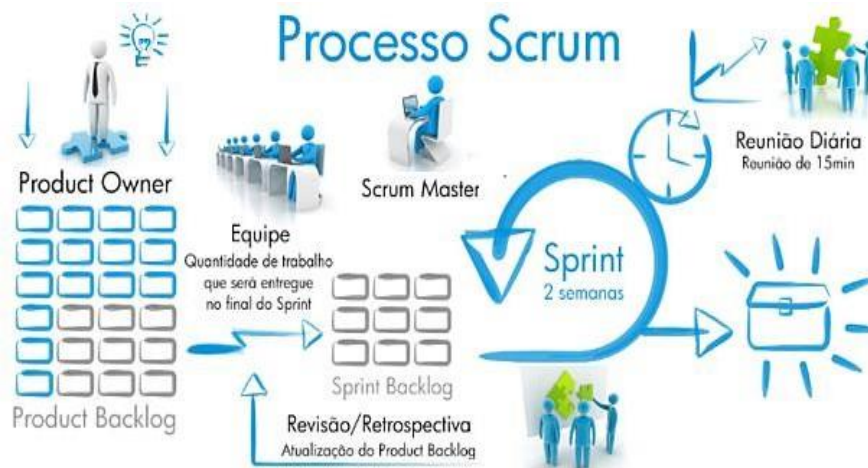 Processo Scrum
Product Owner
Product Backlog
Equipe
Quantidade de trabalho
que será entregue
no final do Sprint
Scrum Master
Sprint Backlog
Revisão/Retrospectiva
Atualização do Product Backlog
Sprint
2 semanas
Reunião Diária
Reunião de 15min